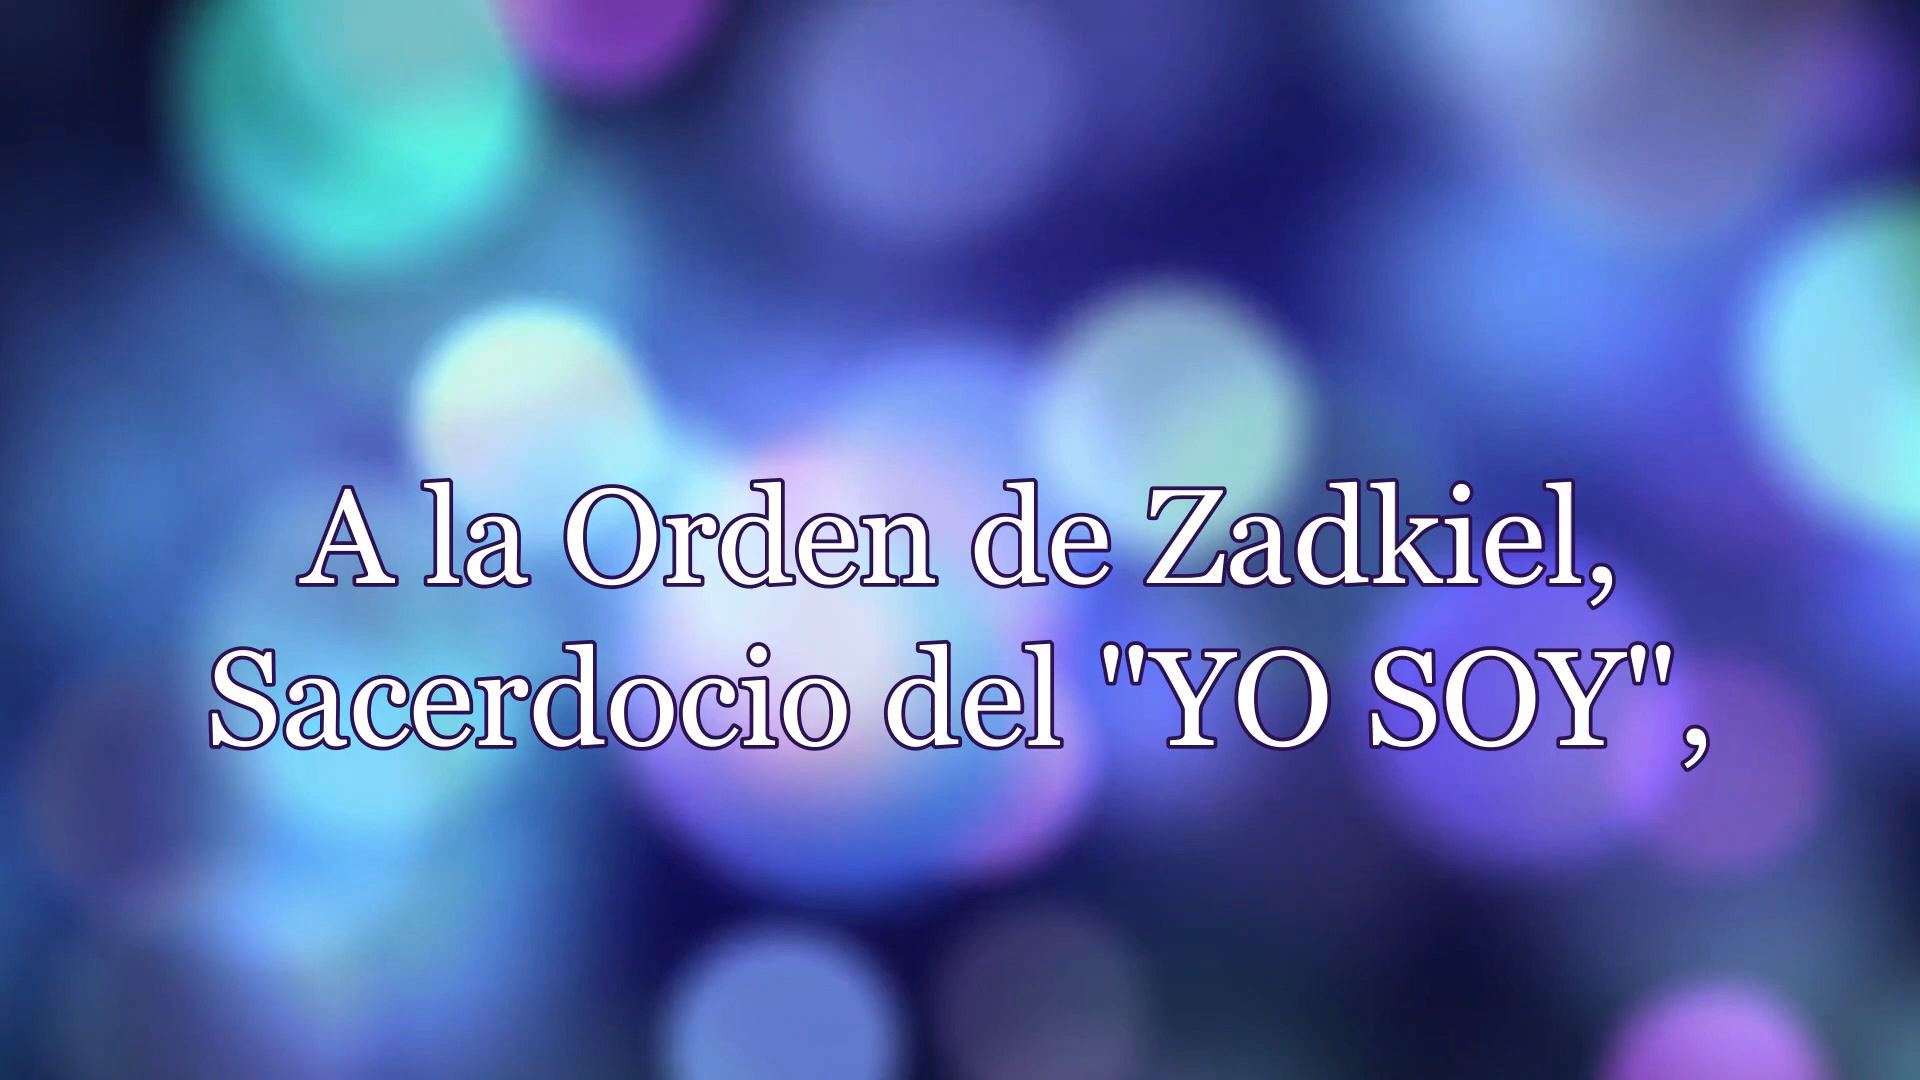 A la Orden de Zadkiel,
Sacerdocio del "YO SOY",